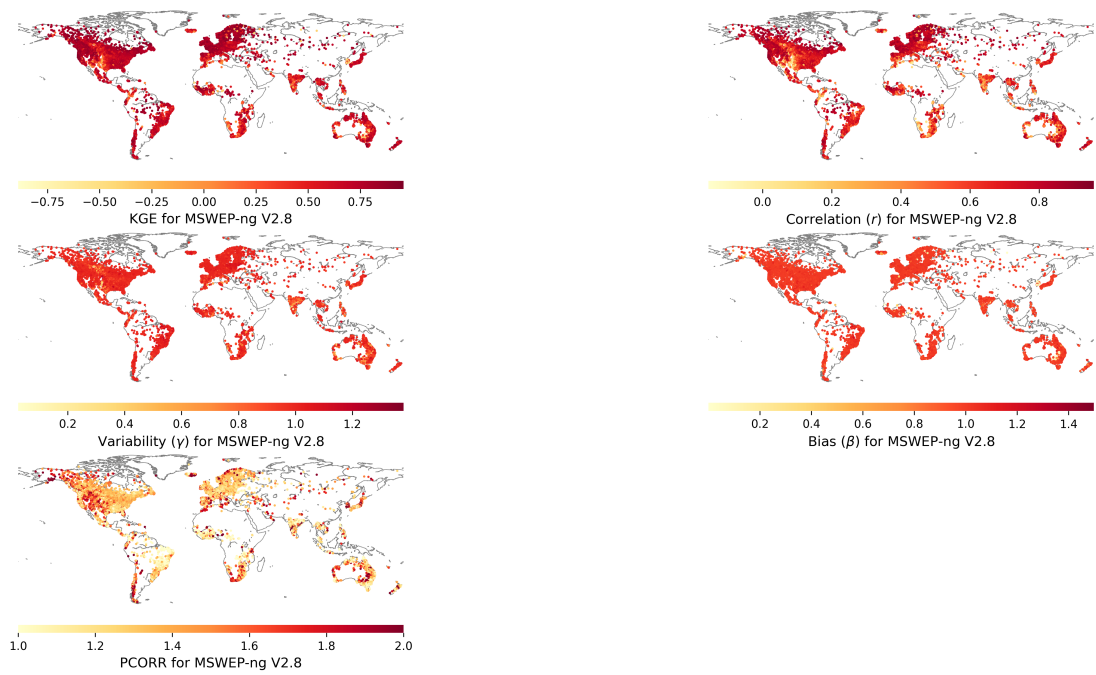 −0.75 −0.50 −0.25 0.00 0.25 0.50 0.75
KGE for MSWEP-ng V2.8
0.0 0.2 0.4 0.6 0.8
Correlation (r) for MSWEP-ng V2.8
0.2 0.4 0.6 0.8 1.0 1.2
Variability (γ) for MSWEP-ng V2.8
0.2 0.4 0.6 0.8 1.0 1.2 1.4
Bias (β) for MSWEP-ng V2.8
1.0 1.2 1.4 1.6 1.8 2.0
PCORR for MSWEP-ng V2.8